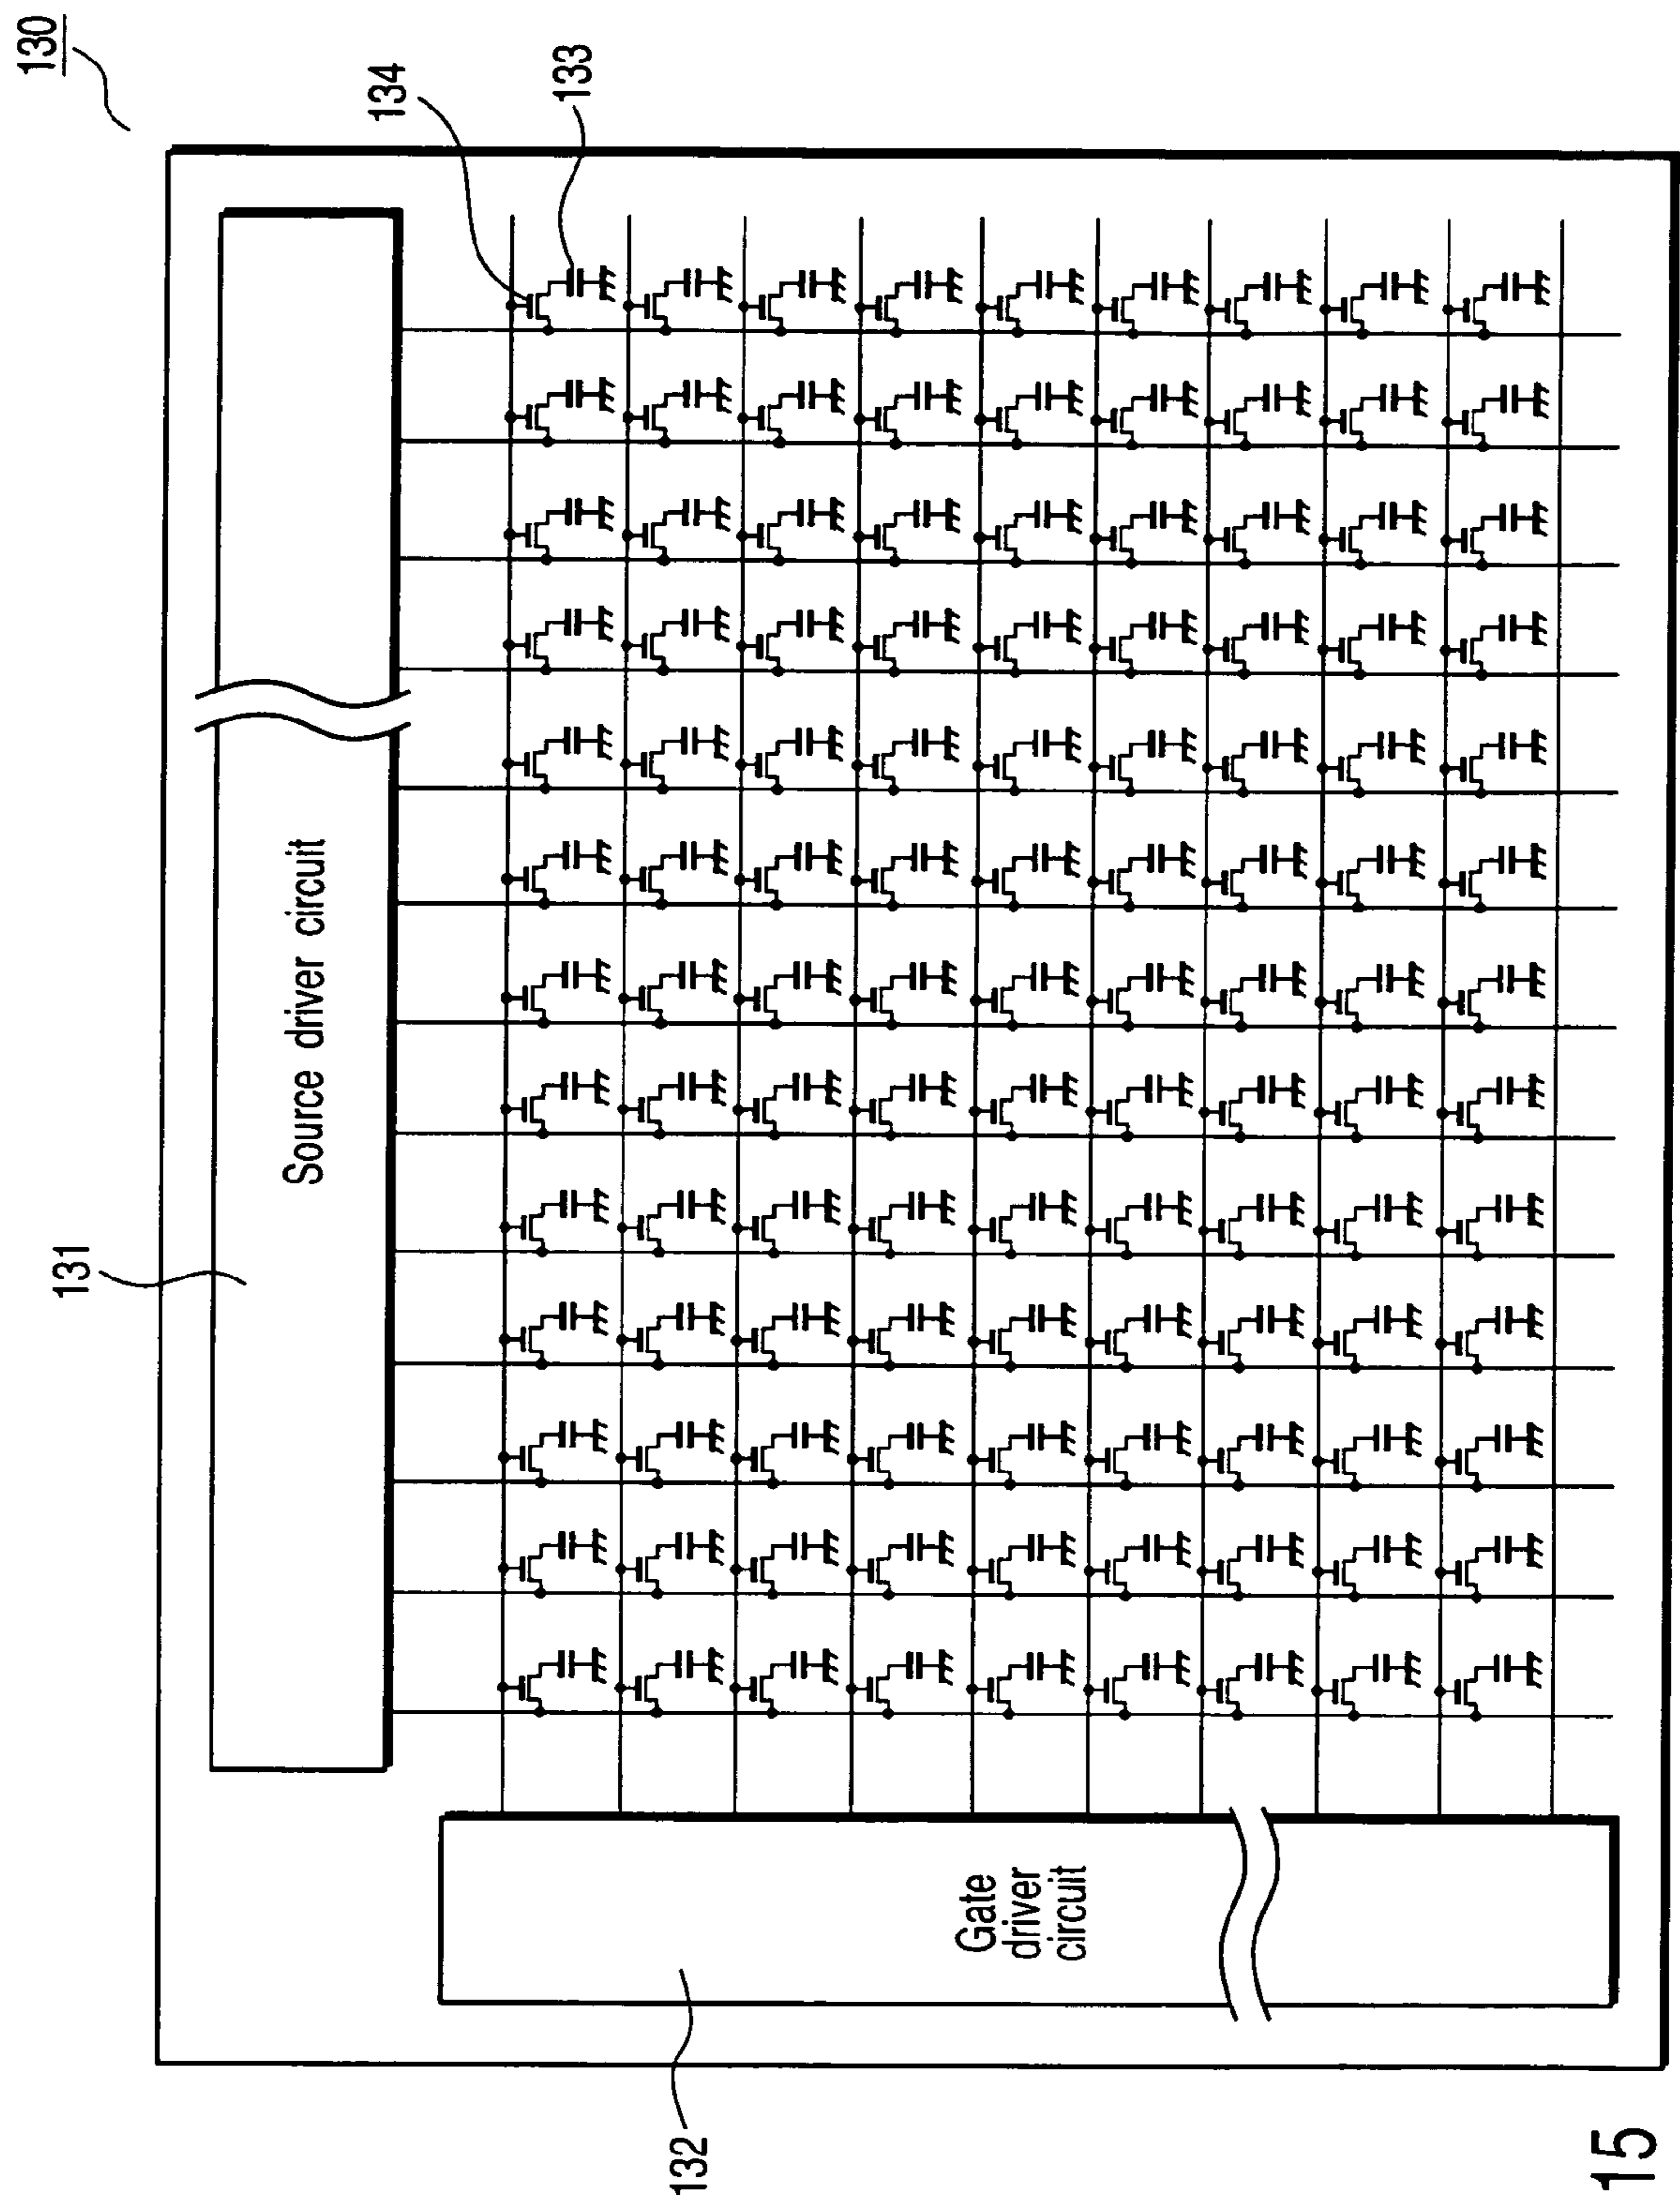 130
134
133
131
Source driver circuit
Gate
driver
circuit
132
15